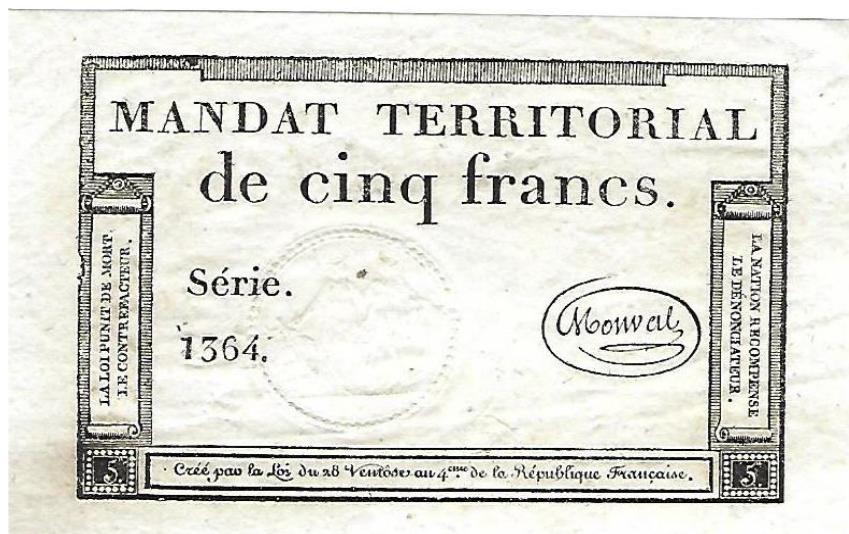 MANDAT TERRITORIAL
de cinq francs.
LA LOI PUNIT DE MORT
LE CONTREFACTEUR.
Série.
1364.
Monval
LA NATION RECOMPENSE
LE DÉNONCIATEUR.
5.
Créé par la Loi du 28 Ventôse an 4.eme de la République Française.
5.